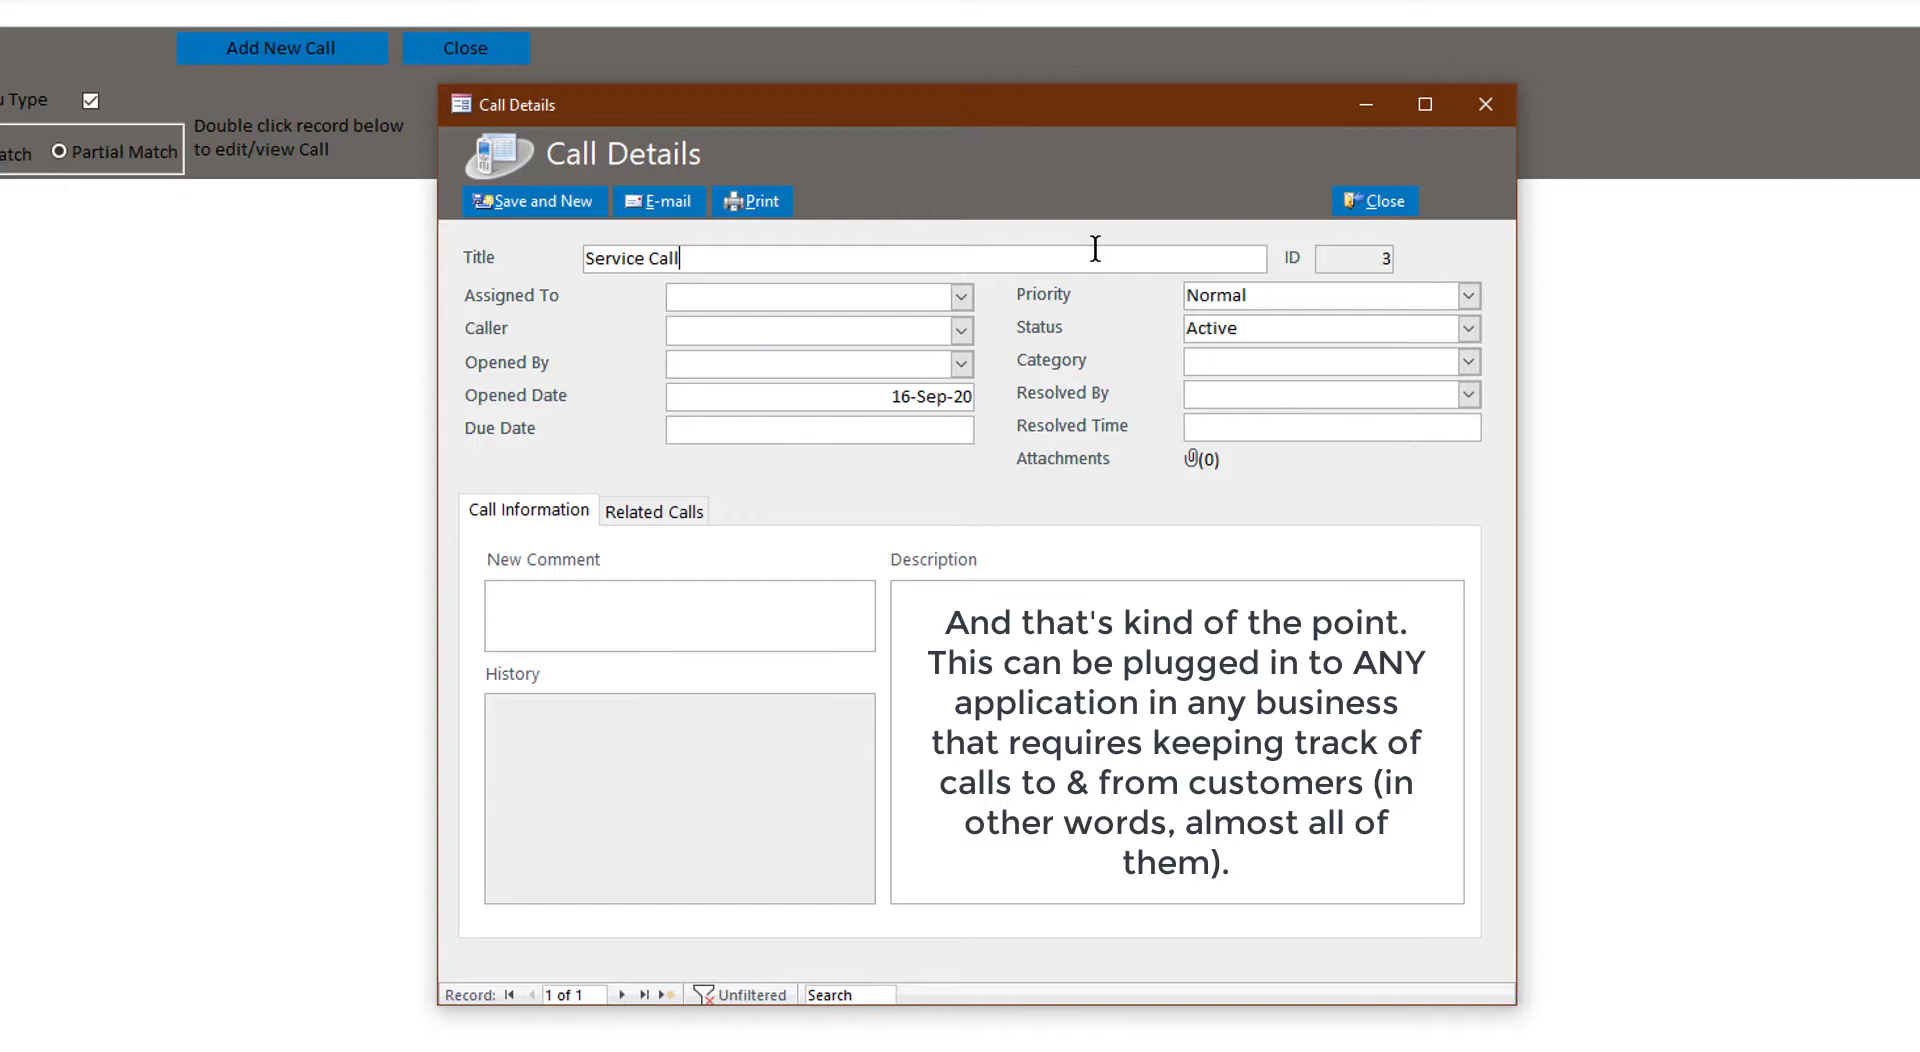 Add New Call
Close
Type
Double click record below
to edit/view Call
Partial Match
Call Details
Call Details
Save and New
E-mail
Print
Close
Title
Service Call
ID
3
Assigned To
Priority
Normal
Caller
Status
Active
Opened By
Category
Opened Date
16-Sep-20
Resolved By
Due Date
Resolved Time
Attachments
(0)
Call Information
Related Calls
New Comment
Description
History
And that's kind of the point.
This can be plugged in to ANY
application in any business
that requires keeping track of
calls to & from customers (in
other words, almost all of
them).
Record:
1 of 1
Unfiltered
Search